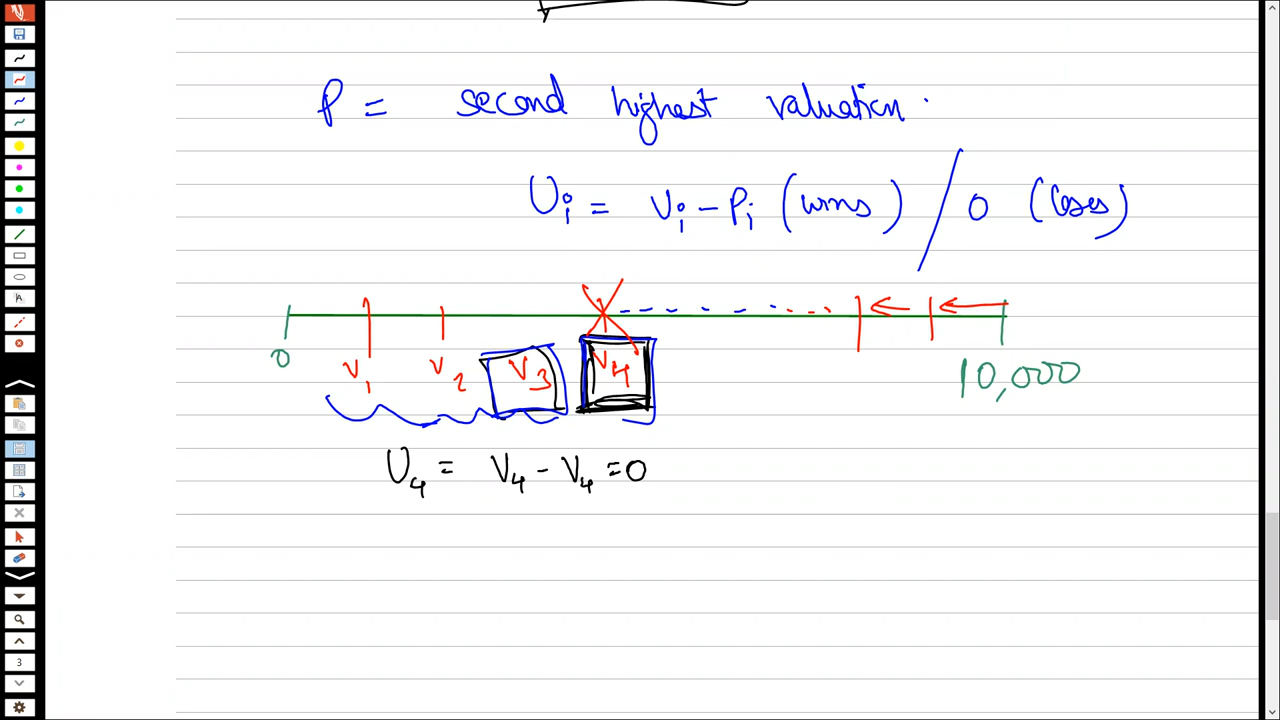 P = second highest valuation.
Ui = Vi - Pi (wins) / 0 (loses)
0 V1 V2 V3 V4 10,000
U4 = V4 - V4 = 0
3